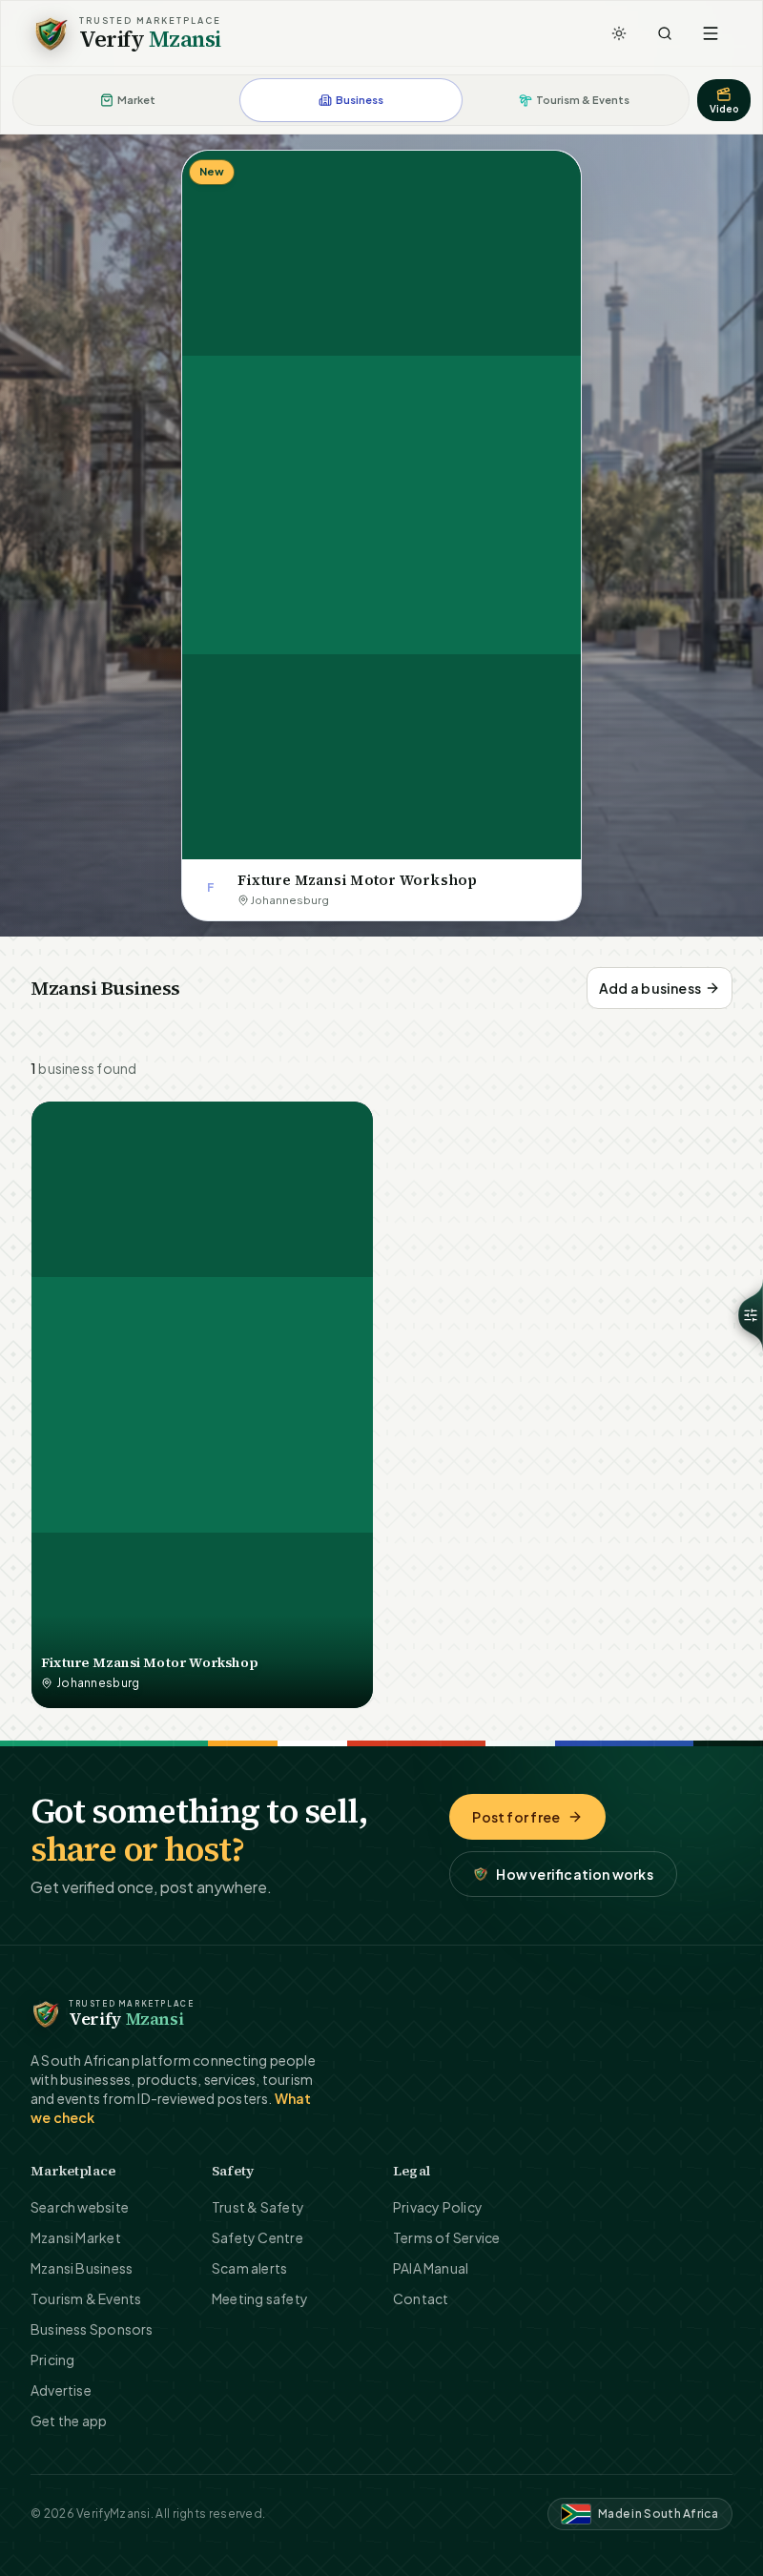 TRUSTED MARKETPLACE
Verify Mzansi
Market
Business
Tourism & Events
Video
New
F
Fixture Mzansi Motor Workshop
Johannesburg
Mzansi Business
Add a business
1 business found
Fixture Mzansi Motor Workshop
Johannesburg
Got something to sell,
share or host?
Get verified once, post anywhere.
Post for free
How verification works
TRUSTED MARKETPLACE
Verify Mzansi
A South African platform connecting people
with businesses, products, services, tourism
and events from ID-reviewed posters. What
we check
Marketplace
Search website
Mzansi Market
Mzansi Business
Tourism & Events
Business Sponsors
Pricing
Advertise
Get the app
Safety
Trust & Safety
Safety Centre
Scam alerts
Meeting safety
Legal
Privacy Policy
Terms of Service
PAIA Manual
Contact
© 2026 VerifyMzansi. All rights reserved.
Made in South Africa